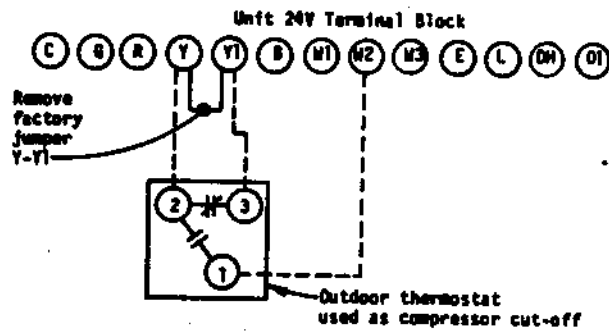 Unit 24V Terminal Block
C G R Y Y1 B W1 W2 W3 E L DH D1
Remove
factory
jumper
Y-Y1
2 3
1
Outdoor thermostat
used as compressor cut-off